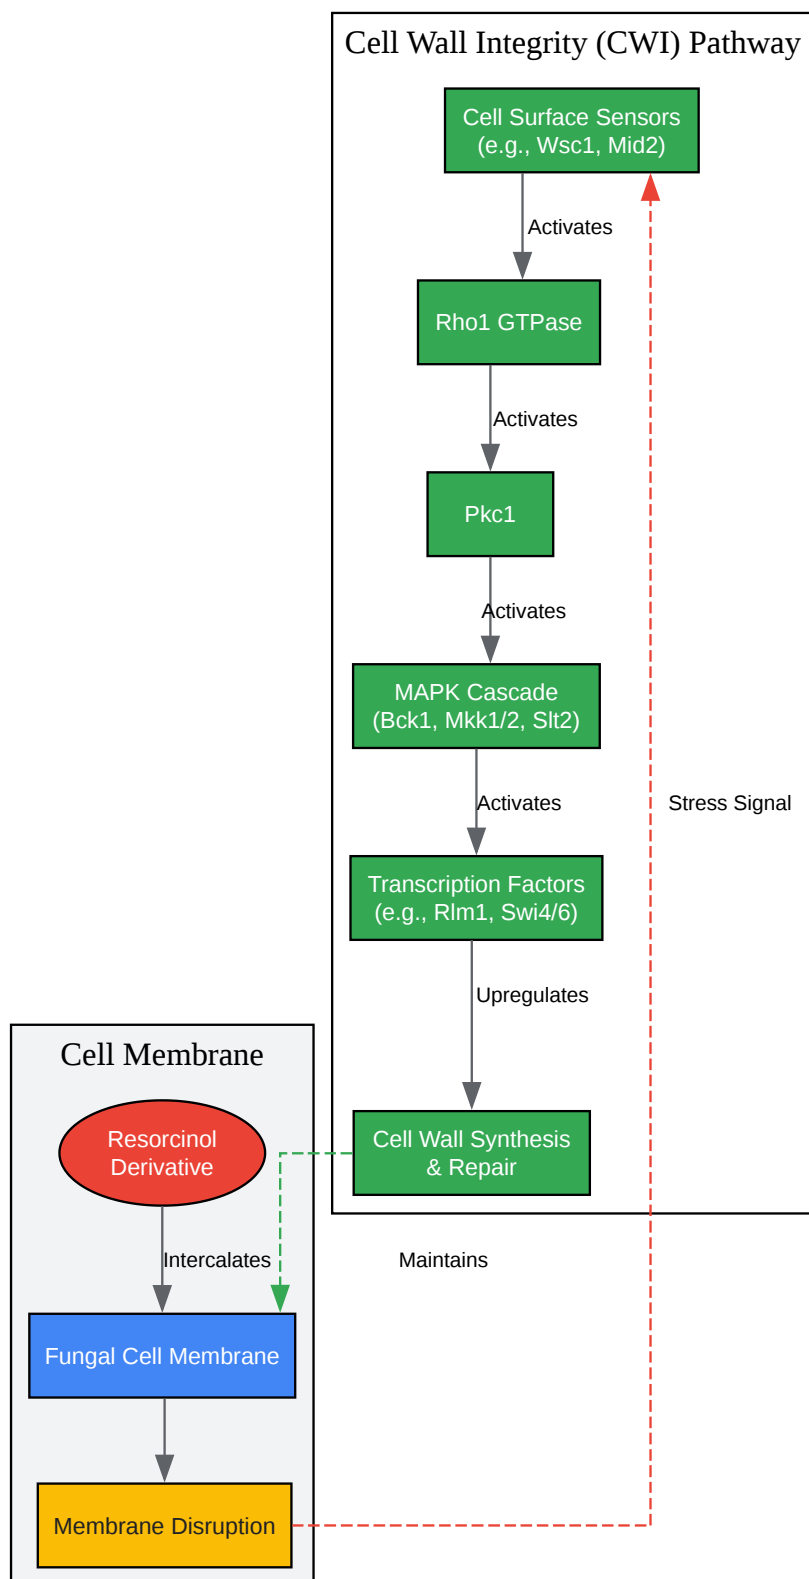 Cell Wall Integrity (CWI) Pathway
Cell Surface Sensors
(e.g., Wsc1, Mid2)
Activates
Rho1 GTPase
Activates
Pkc1
Activates
MAPK Cascade
(Bck1, Mkk1/2, Slt2)
Activates
Stress Signal
Transcription Factors
(e.g., Rlm1, Swi4/6)
Upregulates
Cell Wall Synthesis
& Repair
Maintains
Cell Membrane
Resorcinol
Derivative
Intercalates
Fungal Cell Membrane
Membrane Disruption